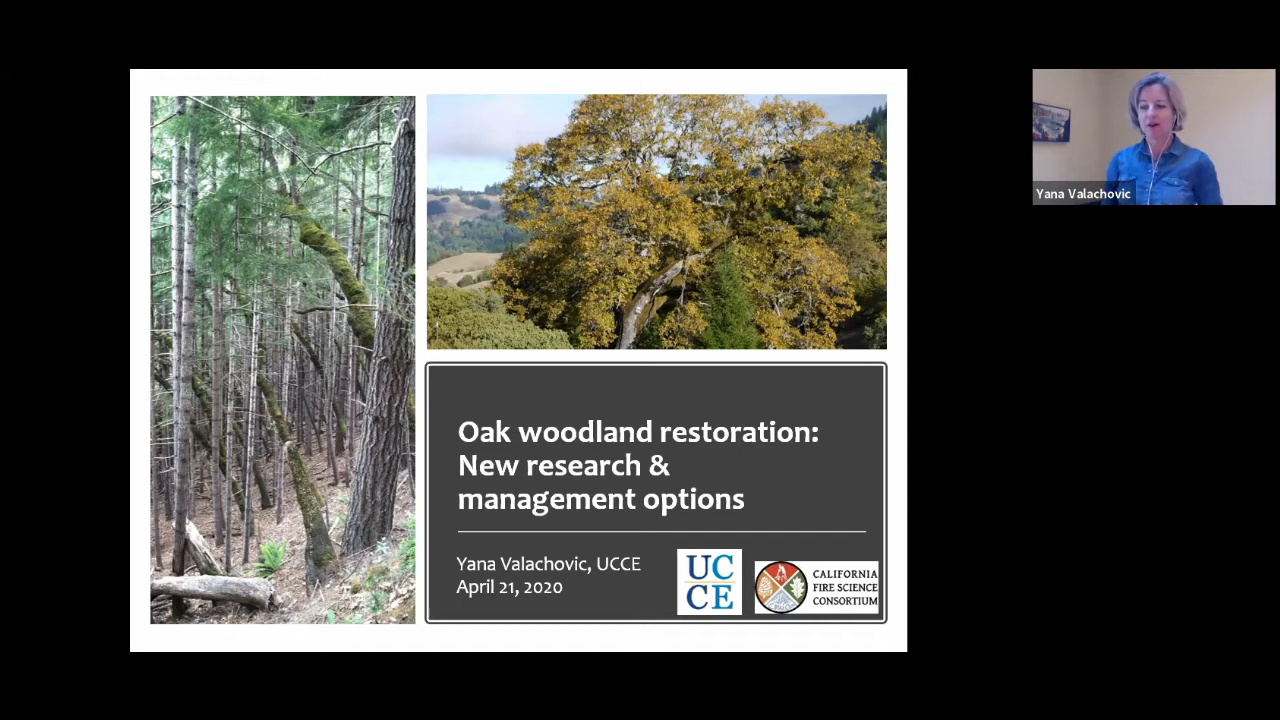 Yana Valachovic
Oak woodland restoration:
New research &
management options
Yana Valachovic, UCCE
April 21, 2020
UC
CE
CALIFORNIA
FIRE SCIENCE
CONSORTIUM